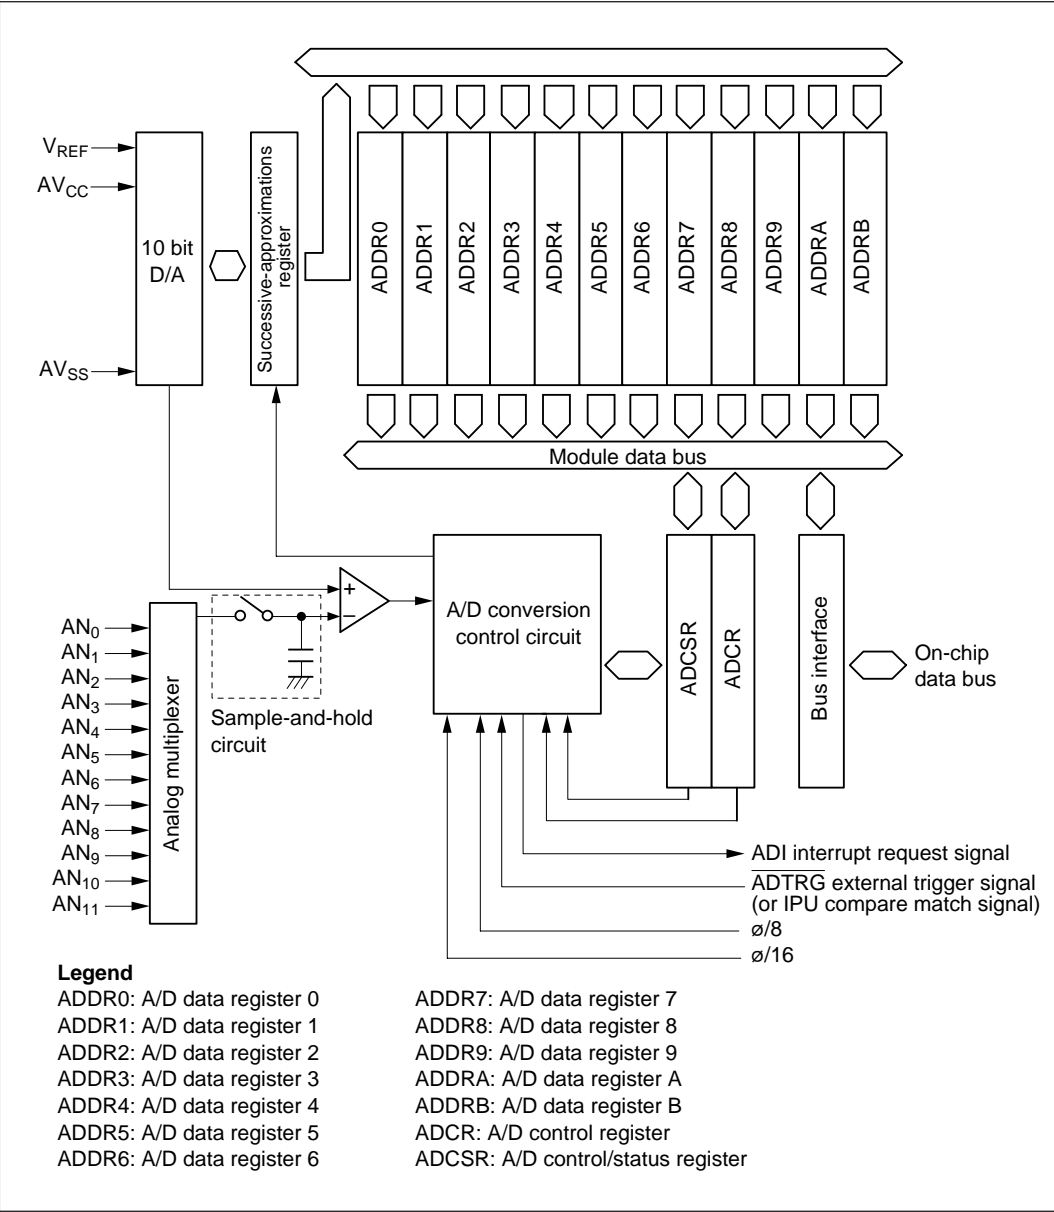 V_REF
AV_CC
AV_SS
10 bit
D/A
Successive-approximations
register
ADDR0
ADDR1
ADDR2
ADDR3
ADDR4
ADDR5
ADDR6
ADDR7
ADDR8
ADDR9
ADDRA
ADDRB
Module data bus
A/D conversion
control circuit
ADCSR
ADCR
Bus interface
On-chip
data bus
+
−
Sample-and-hold
circuit
AN0
AN1
AN2
AN3
AN4
AN5
AN6
AN7
AN8
AN9
AN10
AN11
Analog multiplexer
ADI interrupt request signal
ADTRG external trigger signal
(or IPU compare match signal)
ø/8
ø/16
Legend
ADDR0: A/D data register 0
ADDR1: A/D data register 1
ADDR2: A/D data register 2
ADDR3: A/D data register 3
ADDR4: A/D data register 4
ADDR5: A/D data register 5
ADDR6: A/D data register 6
ADDR7: A/D data register 7
ADDR8: A/D data register 8
ADDR9: A/D data register 9
ADDRA: A/D data register A
ADDRB: A/D data register B
ADCR: A/D control register
ADCSR: A/D control/status register